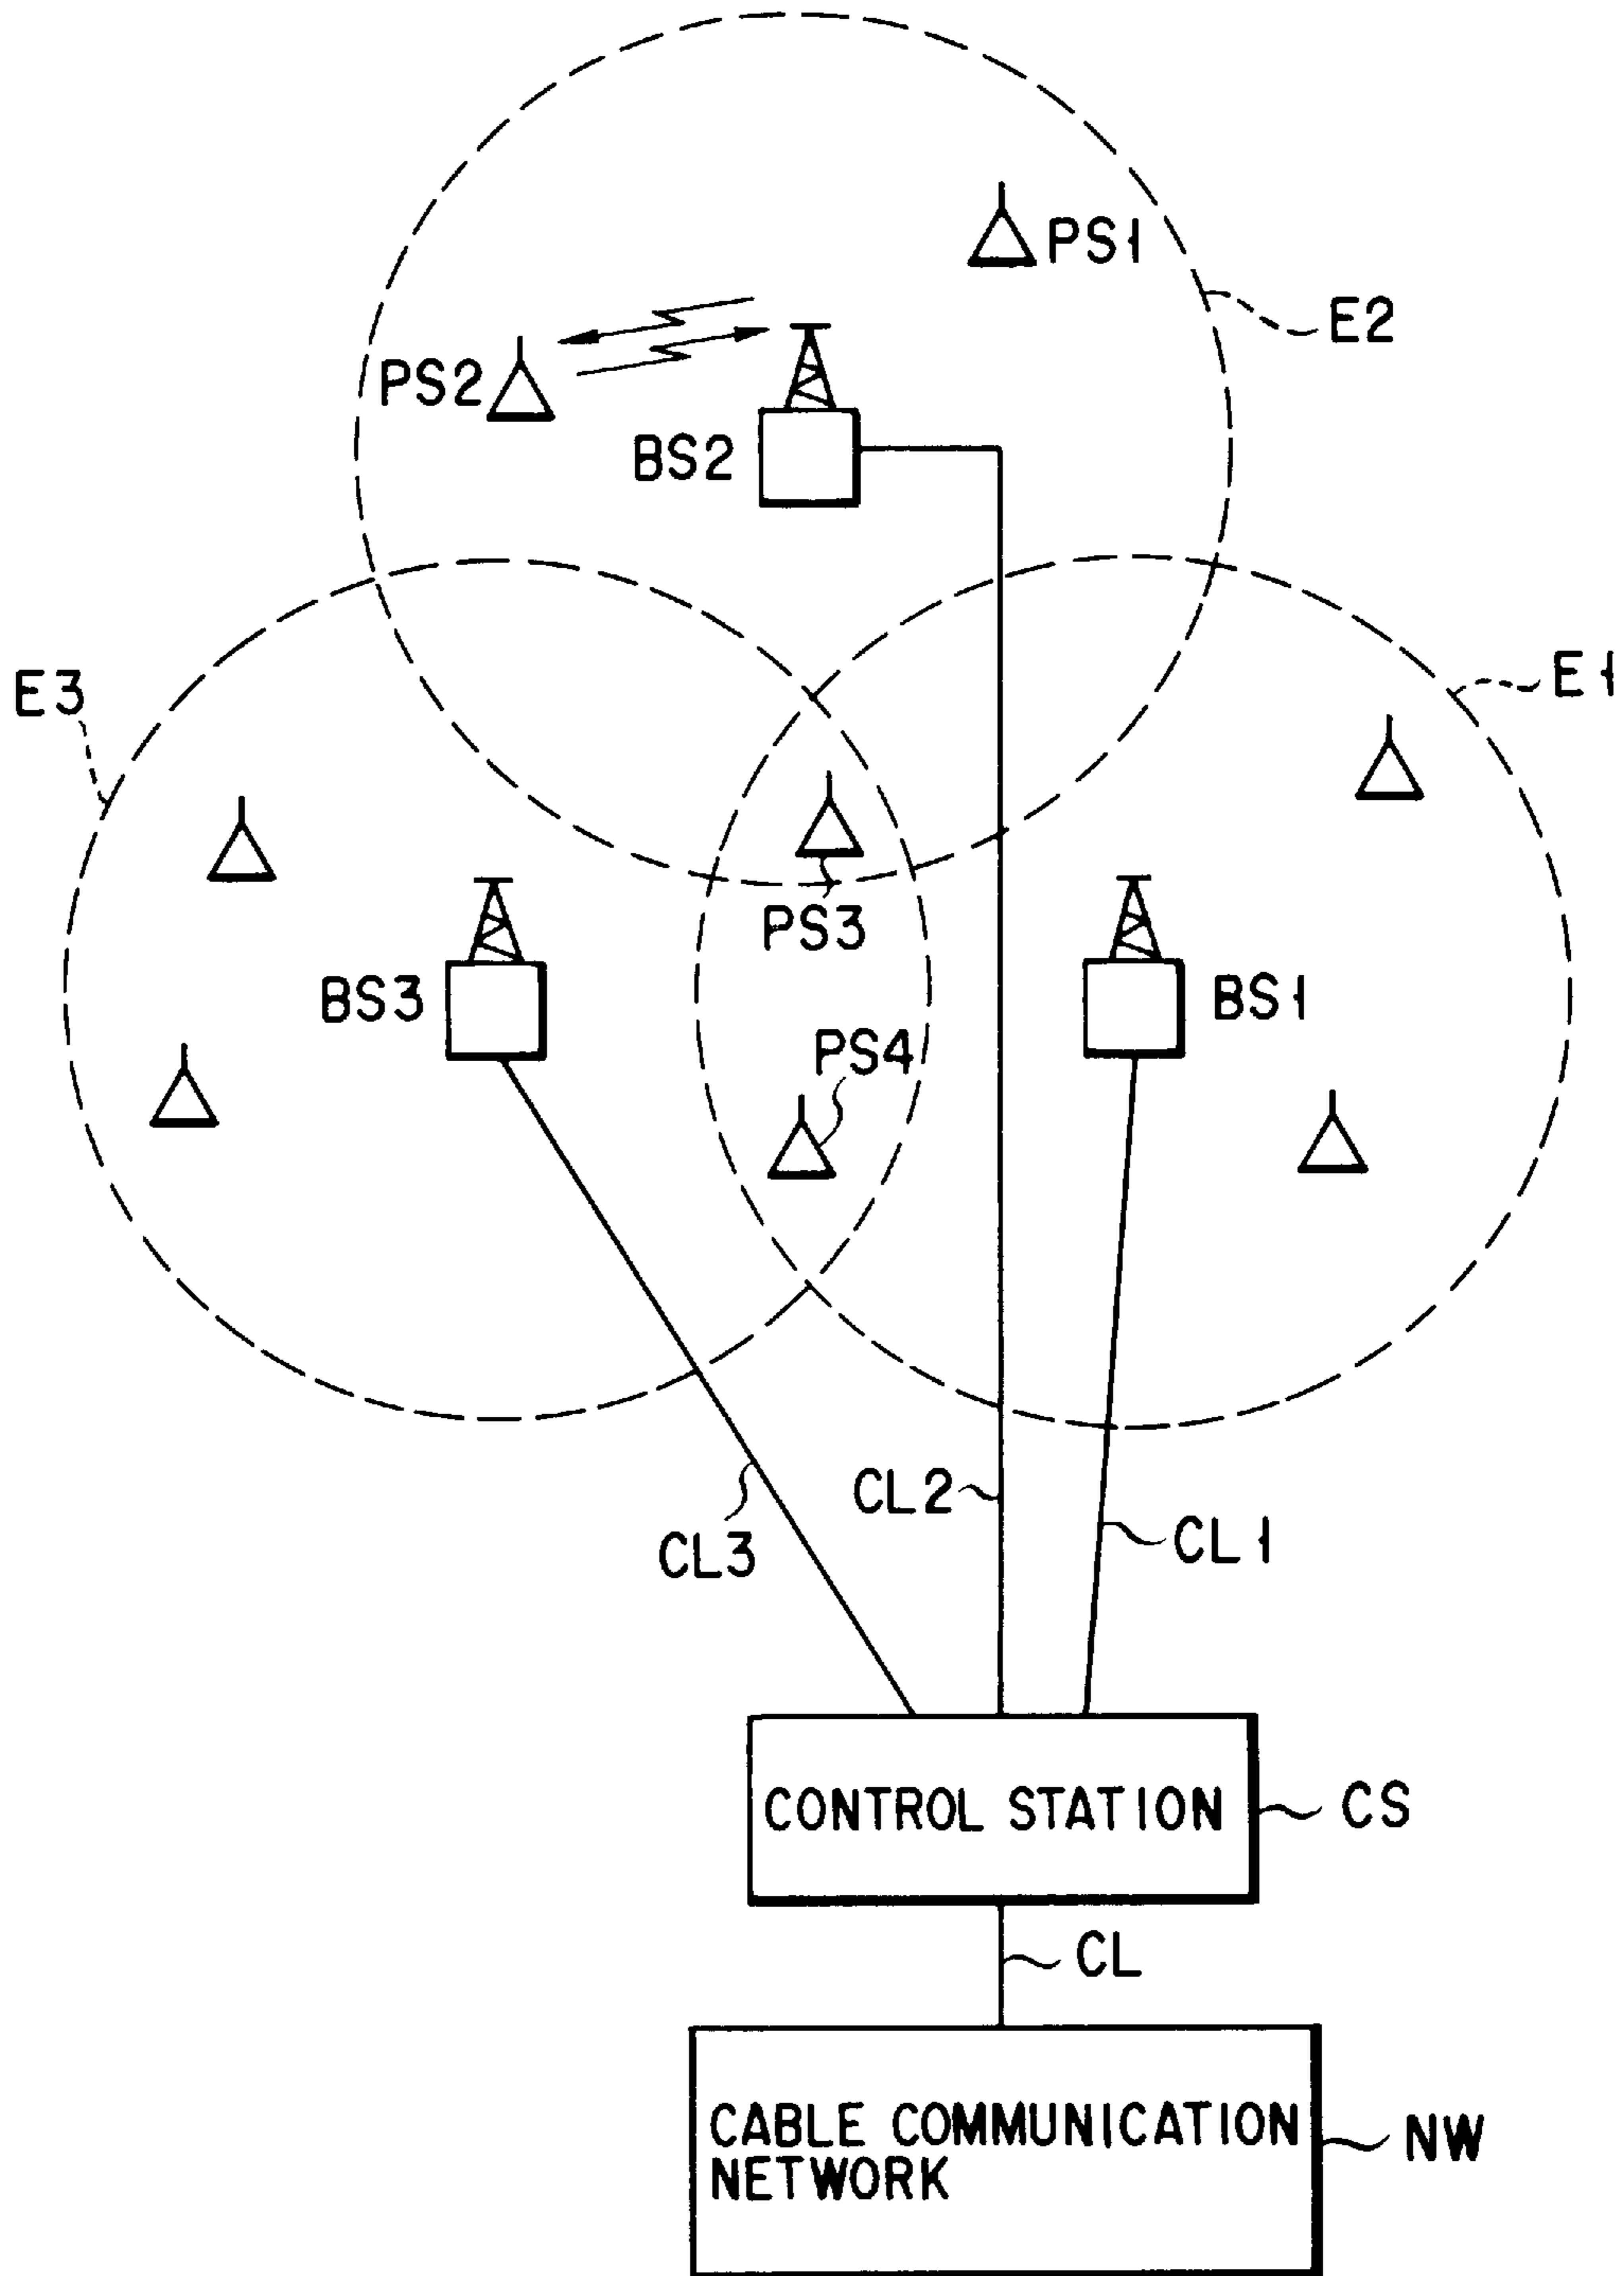 PS1
E2
PS2
BS2
E3
E1
PS3
BS3
BS1
PS4
CL2
CL3
CL1
CONTROL STATION
CS
CL
CABLE COMMUNICATION
NETWORK
NW